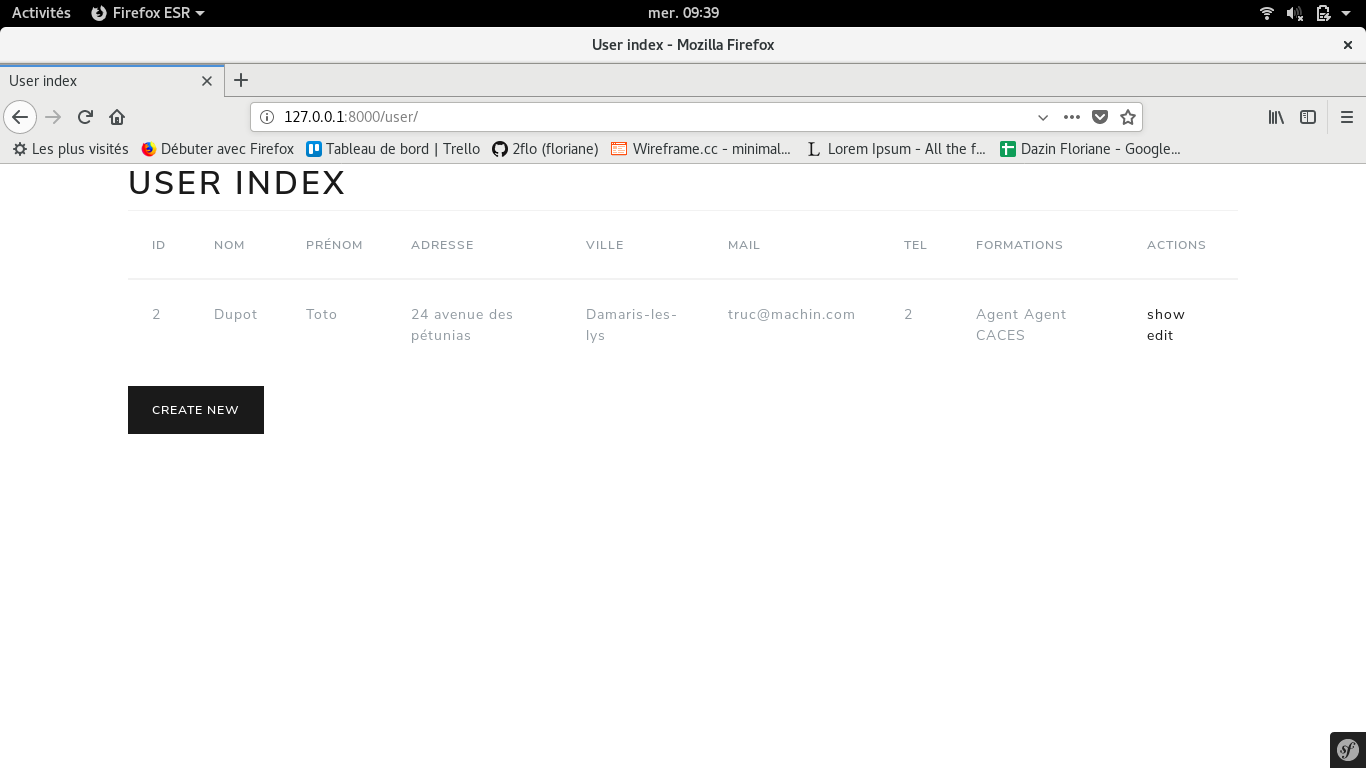 Activités Firefox ESR mer. 09:39
User index - Mozilla Firefox
User index
127.0.0.1:8000/user/
Les plus visités Débuter avec Firefox Tableau de bord | Trello 2flo (floriane) Wireframe.cc - minimal... Lorem Ipsum - All the f... Dazin Floriane - Google...
USER INDEX
ID NOM PRÉNOM ADRESSE VILLE MAIL TEL FORMATIONS ACTIONS
2 Dupot Toto 24 avenue des Damaris-les- truc@machin.com 2 Agent Agent show
pétunias lys CACES edit
CREATE NEW
sf